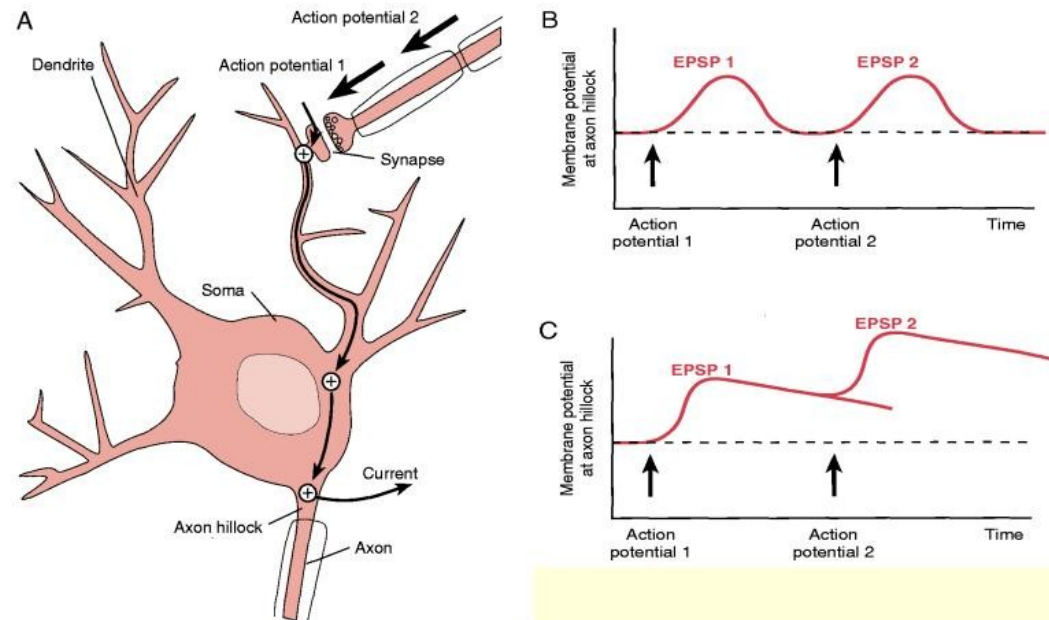 A
Action potential 2
Dendrite
Action potential 1
Synapse
Soma
Current
Axon hillock
Axon
B
Membrane potential
at axon hillock
EPSP 1
EPSP 2
Action
potential 1
Action
potential 2
Time
C
Membrane potential
at axon hillock
EPSP 1
EPSP 2
Action
potential 1
Action
potential 2
Time